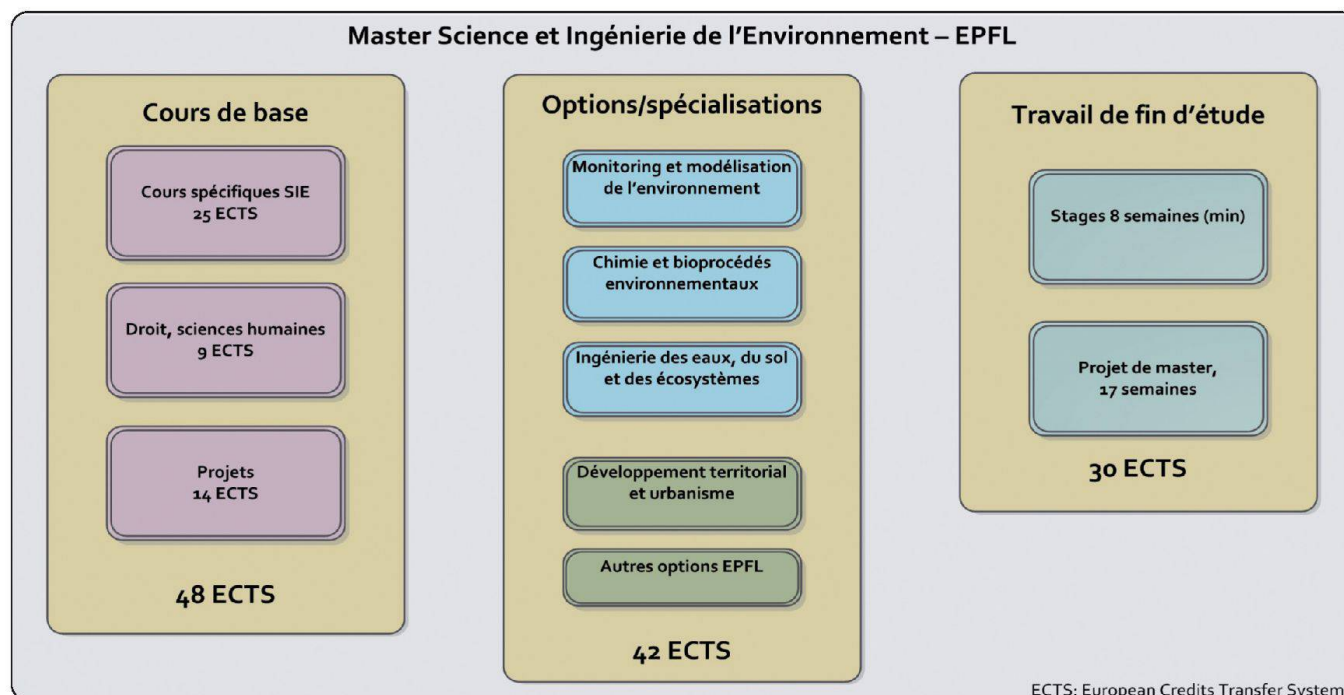 Master Science et Ingénierie de l'Environnement – EPFL
Cours de base
Cours spécifiques SIE
25 ECTS
Droit, sciences humaines
9 ECTS
Projets
14 ECTS
48 ECTS
Options/spécialisations
Monitoring et modélisation
de l'environnement
Chimie et bioprocédés
environnementaux
Ingénierie des eaux, du sol
et des écosystèmes
Développement territorial
et urbanisme
Autres options EPFL
42 ECTS
Travail de fin d'étude
Stages 8 semaines (min)
Projet de master,
17 semaines
30 ECTS
ECTS: European Credits Transfer System